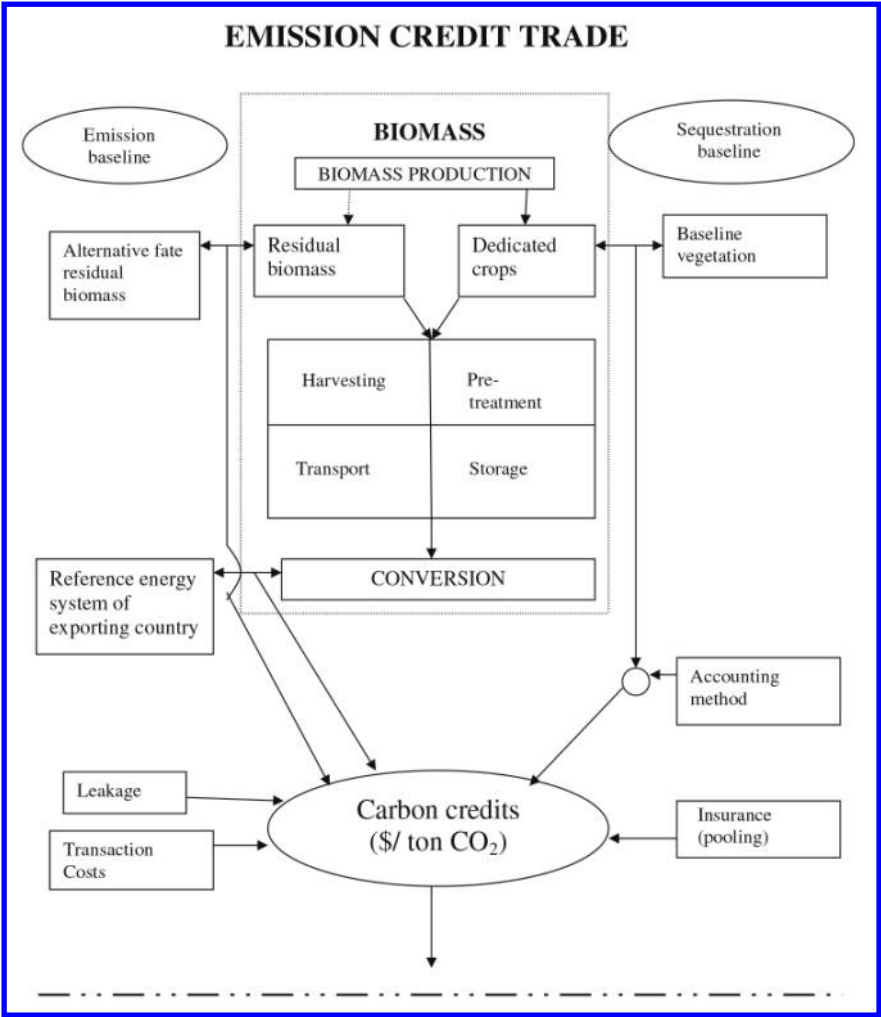 EMISSION CREDIT TRADE
Emission
baseline
BIOMASS
Sequestration
baseline
BIOMASS PRODUCTION
Alternative fate
residual
biomass
Residual
biomass
Dedicated
crops
Baseline
vegetation
Harvesting
Pre-
treatment
Transport
Storage
Reference energy
system of
exporting country
CONVERSION
Accounting
method
Leakage
Carbon credits
($/ ton CO₂)
Insurance
(pooling)
Transaction
Costs